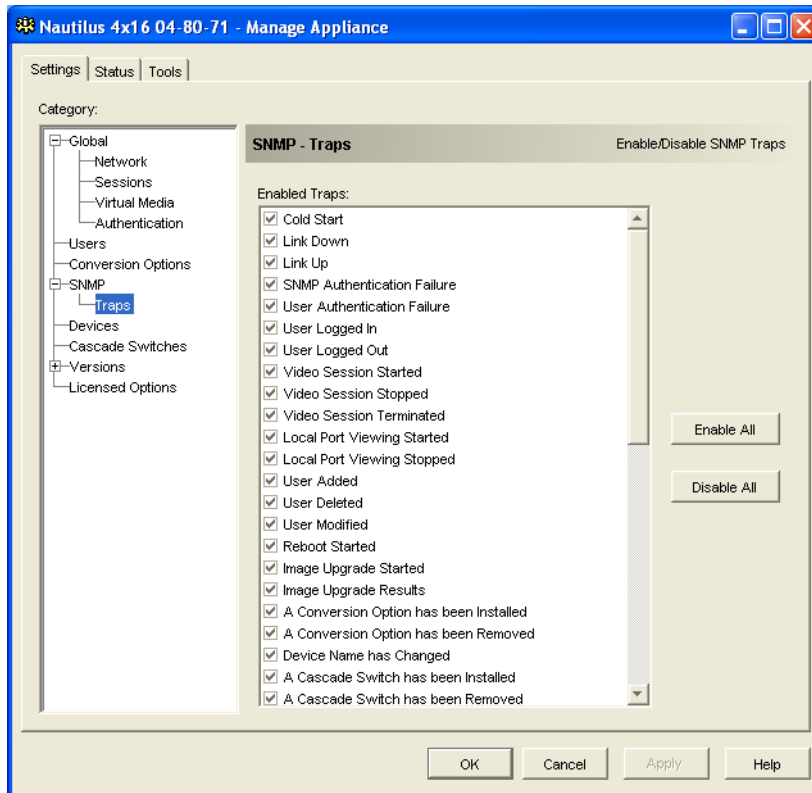 Nautilus 4x16 04-80-71 - Manage Appliance
Settings Status Tools
Category:
Global
Network
Sessions
Virtual Media
Authentication
Users
Conversion Options
SNMP
Traps
Devices
Cascade Switches
Versions
Licensed Options
SNMP - Traps Enable/Disable SNMP Traps
Enabled Traps:
Cold Start
Link Down
Link Up
SNMP Authentication Failure
User Authentication Failure
User Logged In
User Logged Out
Video Session Started
Video Session Stopped
Video Session Terminated
Local Port Viewing Started
Local Port Viewing Stopped
User Added
User Deleted
User Modified
Reboot Started
Image Upgrade Started
Image Upgrade Results
A Conversion Option has been Installed
A Conversion Option has been Removed
Device Name has Changed
A Cascade Switch has been Installed
A Cascade Switch has been Removed
Enable All
Disable All
OK Cancel Apply Help